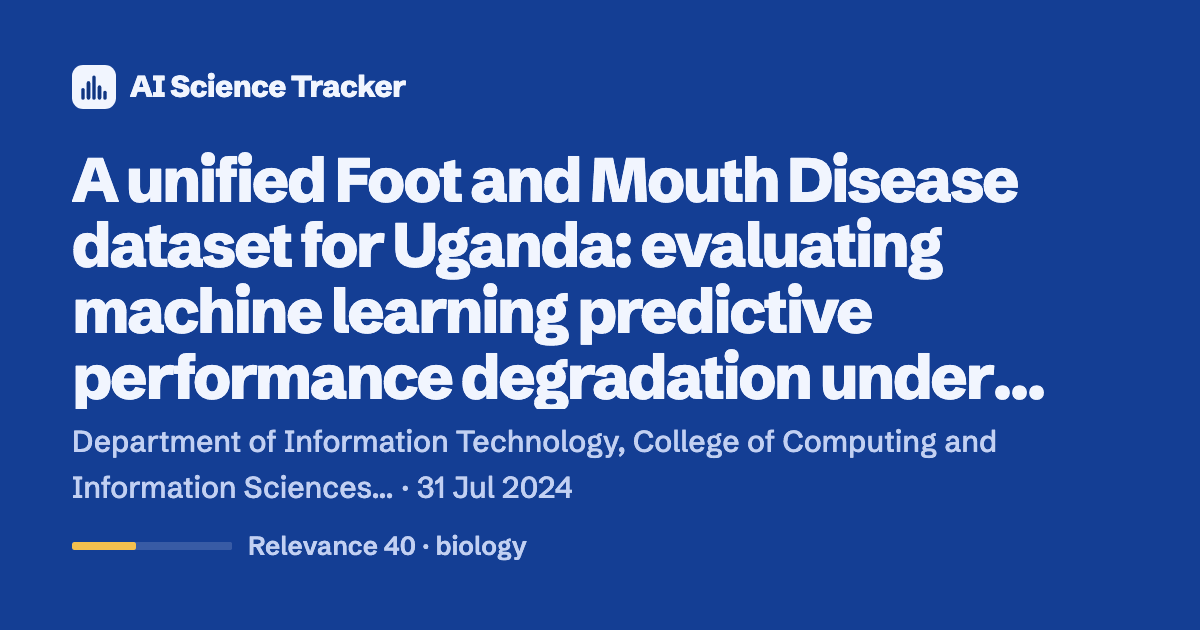 AI Science Tracker
A unified Foot and Mouth Disease
dataset for Uganda: evaluating
machine learning predictive
performance degradation under...
Department of Information Technology, College of Computing and
Information Sciences... · 31 Jul 2024
Relevance 40 · biology